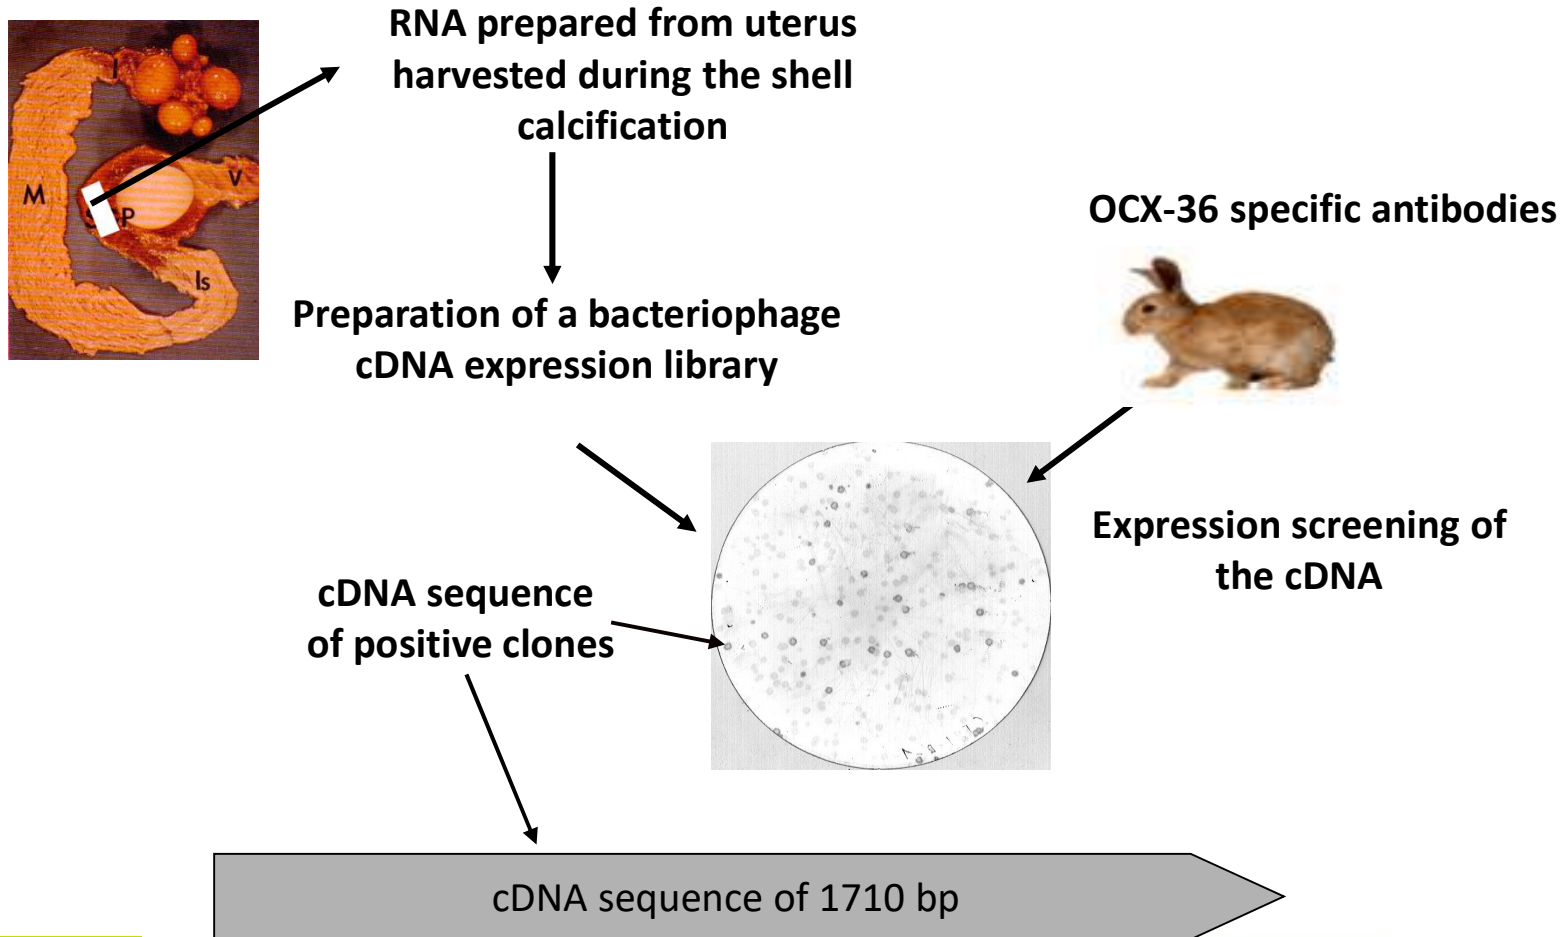 RNA prepared from uterus
harvested during the shell
calcification
I
M
V
Is
OCX-36 specific antibodies
Preparation of a bacteriophage
cDNA expression library
Expression screening of
the cDNA
cDNA sequence
of positive clones
cDNA sequence of 1710 bp